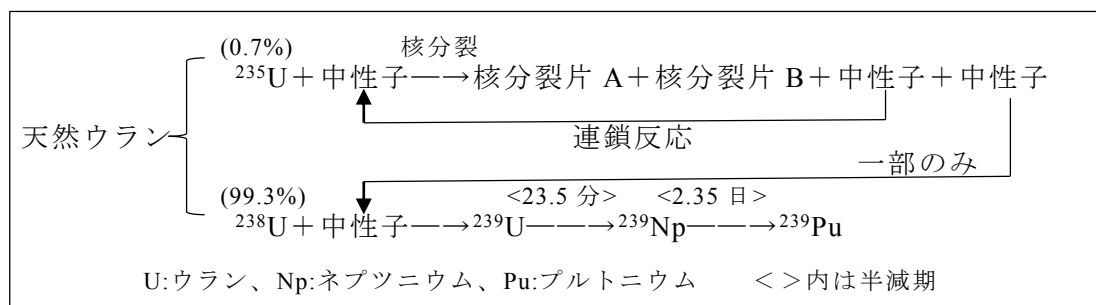 (0.7%) 核分裂
²³⁵U＋中性子—→核分裂片 A＋核分裂片 B＋中性子＋中性子
天然ウラン
連鎖反応
一部のみ
(99.3%) <23.5 分> <2.35 日>
²³⁸U＋中性子—→²³⁹U——→²³⁹Np——→²³⁹Pu
U:ウラン、Np:ネプツニウム、Pu:プルトニウム ＜＞内は半減期